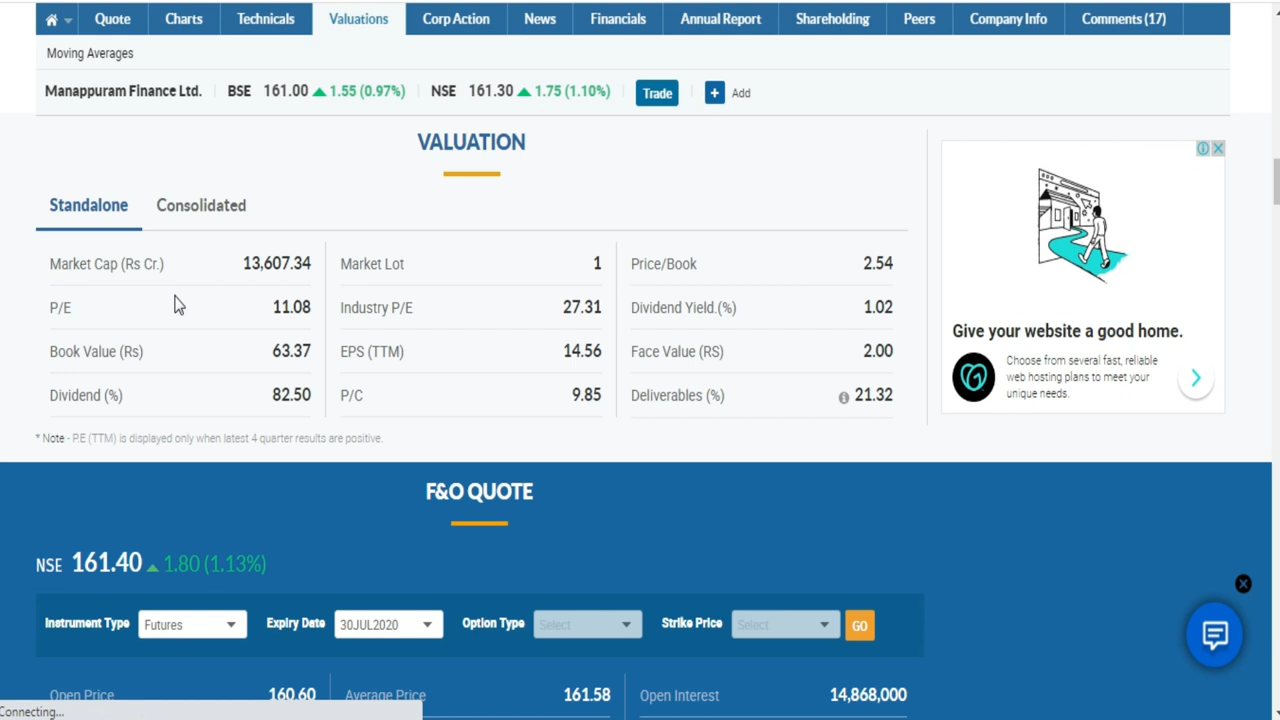 Quote Charts Technicals Valuations Corp Action News Financials Annual Report Shareholding Peers Company Info Comments (17)
Moving Averages
Manappuram Finance Ltd. BSE 161.00 1.55 (0.97%) NSE 161.30 1.75 (1.10%) Trade + Add
VALUATION
Standalone Consolidated
Market Cap (Rs Cr.) 13,607.34 Market Lot 1 Price/Book 2.54
P/E 11.08 Industry P/E 27.31 Dividend Yield.(%) 1.02
Book Value (Rs) 63.37 EPS (TTM) 14.56 Face Value (RS) 2.00
Dividend (%) 82.50 P/C 9.85 Deliverables (%) 21.32
* Note - P.E (TTM) is displayed only when latest 4 quarter results are positive.
Give your website a good home.
Choose from several fast, reliable
web hosting plans to meet your
unique needs.
F&O QUOTE
NSE 161.40 1.80 (1.13%)
Instrument Type Futures Expiry Date 30JUL2020 Option Type Select Strike Price Select GO
Open Price 160.60 Average Price 161.58 Open Interest 14,868,000
Connecting...